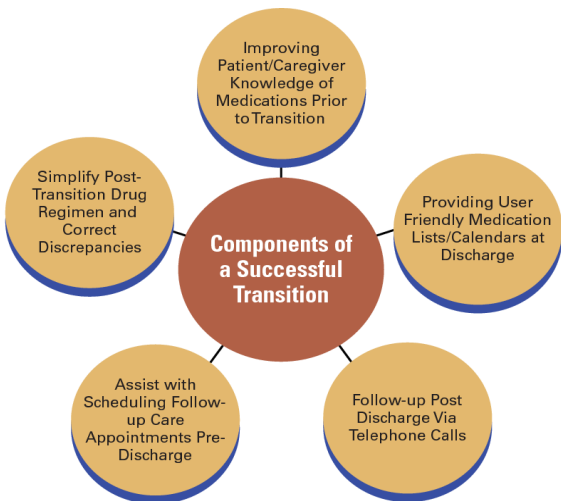 Improving
Patient/Caregiver
Knowledge of
Medications Prior
to Transition
Simplify Post-
Transition Drug
Regimen and
Correct
Discrepancies
Providing User
Friendly Medication
Lists/Calendars at
Discharge
Components of
a Successful
Transition
Assist with
Scheduling Follow-
up Care
Appointments Pre-
Discharge
Follow-up Post
Discharge Via
Telephone Calls